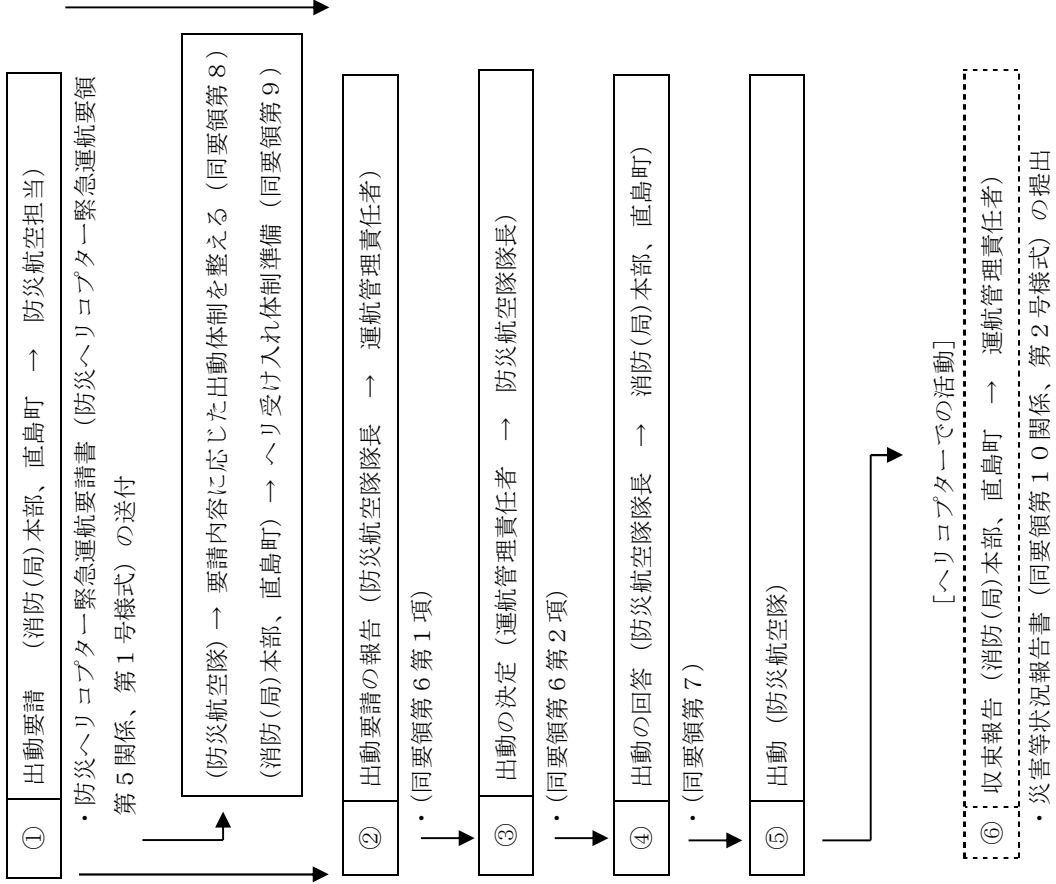 ① 出動要請 (消防(局)本部、直島町 → 防災航空担当)
・防災ヘリコプター緊急運航要請書(防災ヘリコプター緊急運航要領
第5関係、第1号様式)の送付
(防災航空隊)→ 要請内容に応じた出動体制を整える(同要領第8)
(消防(局)本部、直島町)→ ヘリ受け入れ体制準備(同要領第9)
② 出動要請の報告(防災航空隊隊長 → 運航管理責任者)
・(同要領第6第1項)
③ 出動の決定(運航管理責任者 → 防災航空隊隊長)
・(同要領第6第2項)
④ 出動の回答(防災航空隊隊長 → 消防(局)本部、直島町)
・(同要領第7)
⑤ 出動 (防災航空隊)
[ヘリコプターでの活動]
⑥ 収束報告(消防(局)本部、直島町 → 運航管理責任者)
・災害等状況報告書(同要領第10関係、第2号様式)の提出